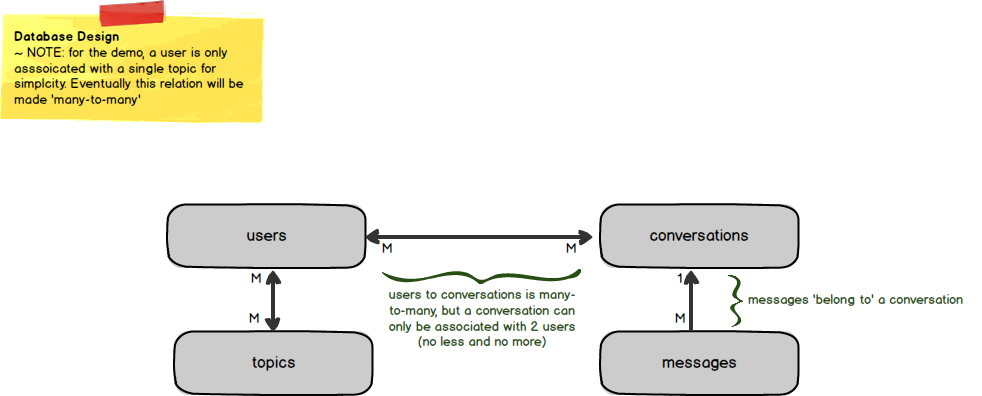 Database Design
~ NOTE: for the demo, a user is only
asssoicated with a single topic for
simplcity. Eventually this relation will be
made 'many-to-many'
users
conversations
M
M
users to conversations is many-
to-many, but a conversation can
only be associated with 2 users
(no less and no more)
M
M
1
M
messages 'belong to' a conversation
topics
messages